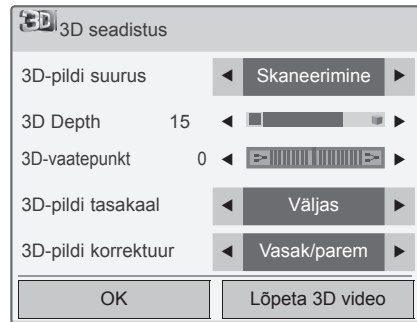 3D 3D seadistus
3D-pildi suurus ◄ Skaneerimine ►
3D Depth 15 ◄ ►
3D-vaatepunkt 0 ◄ ►
3D-pildi tasakaal ◄ Väljas ►
3D-pildi korrektuur ◄ Vasak/parem ►
OK Lõpeta 3D video